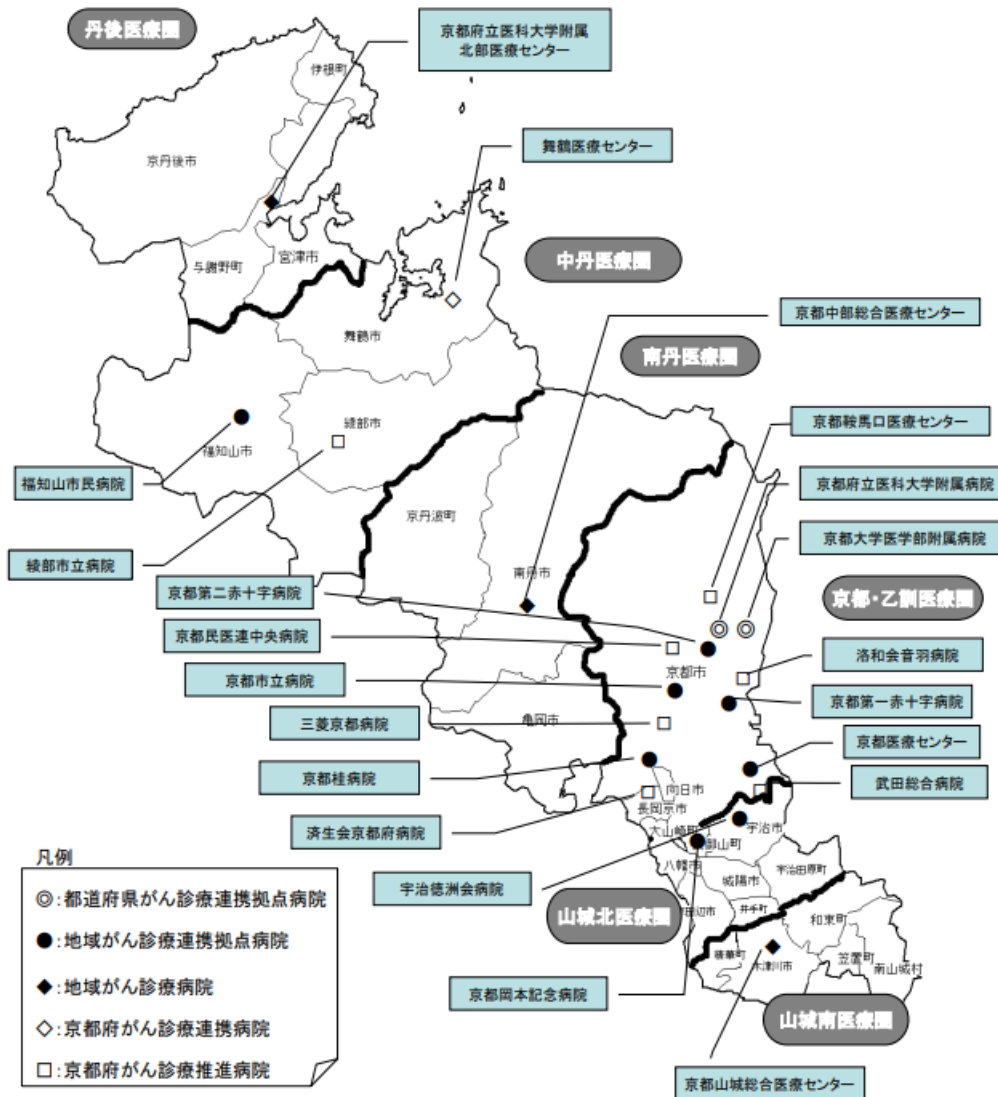 丹後医療圏
京都府立医科大学附属
北部医療センター
伊根町
舞鶴医療センター
京丹後市
与謝野町
宮津市
中丹医療圏
京都中部総合医療センター
舞鶴市
南丹医療圏
綾部市
京都鞍馬口医療センター
福知山市
福知山市民病院
京都府立医科大学附属病院
京丹波町
京都大学医学部附属病院
綾部市立病院
南丹市
京都第二赤十字病院
京都・乙訓医療圏
京都民医連中央病院
洛和会音羽病院
京都市
京都市立病院
京都第一赤十字病院
三菱京都病院
亀岡市
京都医療センター
京都桂病院
武田総合病院
向日市
長岡京市
済生会京都府病院
大山崎町
宇治市
御山町
八幡市
宇治田原町
城陽市
宇治徳洲会病院
井手町
田辺市
山城北医療圏
和東町
精華町
木津川市
笠置町
南山城村
京都岡本記念病院
山城南医療圏
京都山城総合医療センター
凡例
◎:都道府県がん診療連携拠点病院
●:地域がん診療連携拠点病院
◆:地域がん診療病院
◇:京都府がん診療連携病院
□:京都府がん診療推進病院